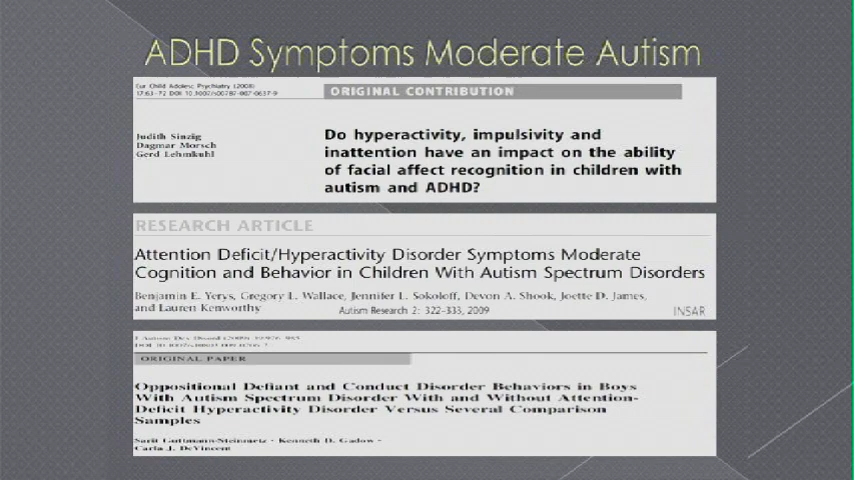 ADHD Symptoms Moderate Autism
Eur Child Adolesc Psychiatry (2008)
ORIGINAL CONTRIBUTION
Judith Sinzig
Dagmar Morsch
Gerd Lehmkuhl
Do hyperactivity, impulsivity and
inattention have an impact on the ability
of facial affect recognition in children with
autism and ADHD?
RESEARCH ARTICLE
Attention Deficit/Hyperactivity Disorder Symptoms Moderate
Cognition and Behavior in Children With Autism Spectrum Disorders
Benjamin E. Yerys, Gregory L. Wallace, Jennifer L. Sokoloff, Devon A. Shook, Joette D. James,
and Lauren Kenworthy
Autism Research 2: 322–333, 2009
INSAR
ORIGINAL PAPER
Oppositional Defiant and Conduct Disorder Behaviors in Boys
With Autism Spectrum Disorder With and Without Attention-
Deficit Hyperactivity Disorder Versus Several Comparison
Samples
Kenneth D. Gadow ·
Carla J. DeVincent